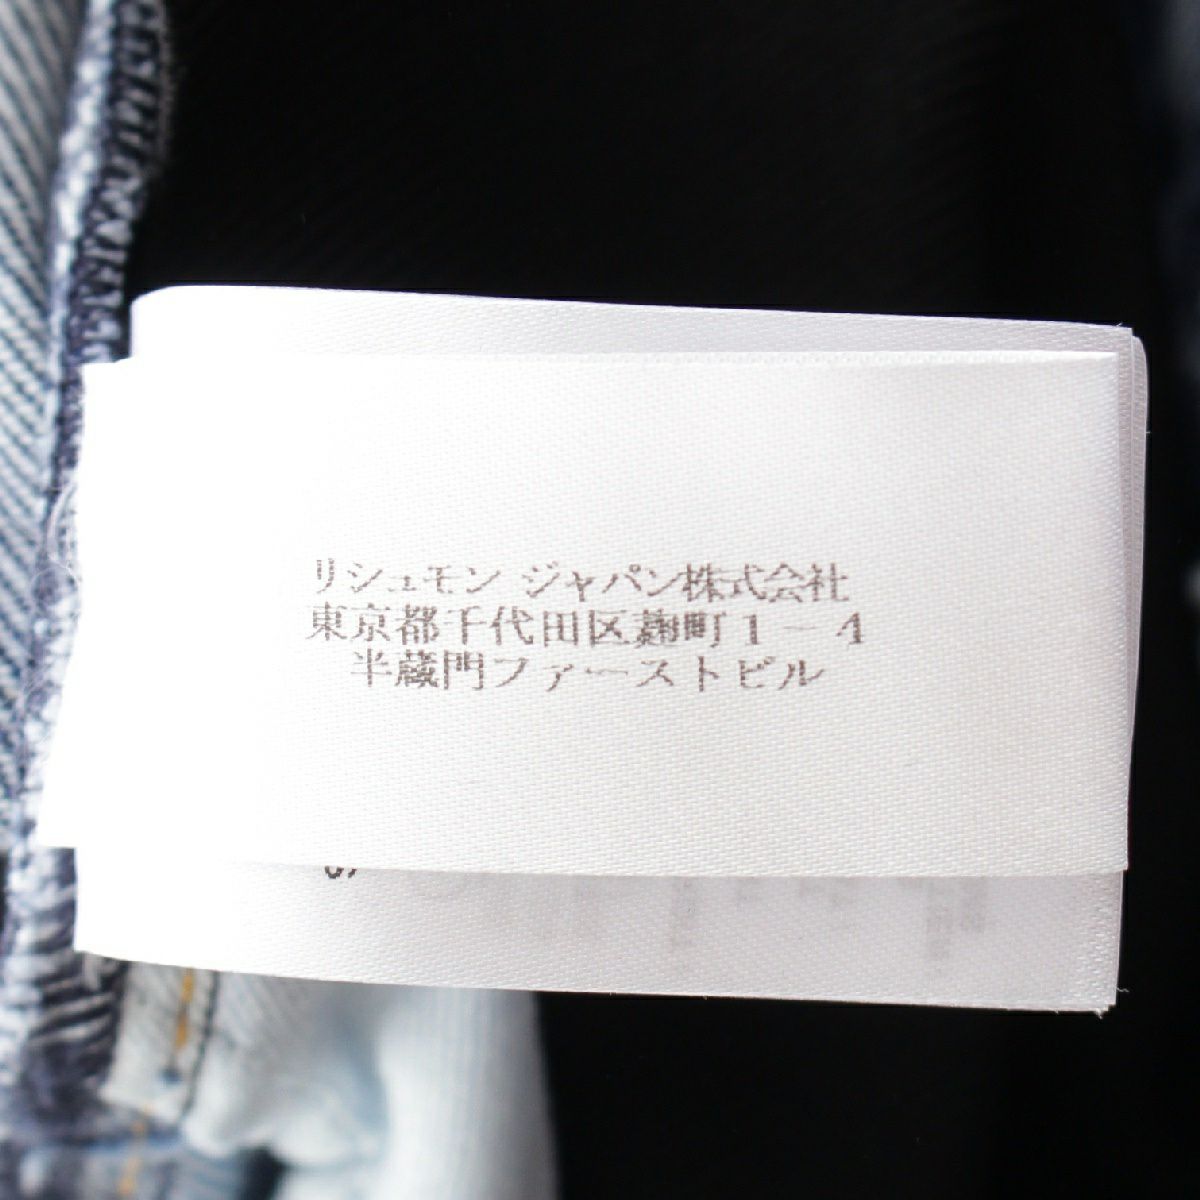 リシュモン ジャパン株式会社
東京都千代田区麹町1－4
半蔵門ファーストビル